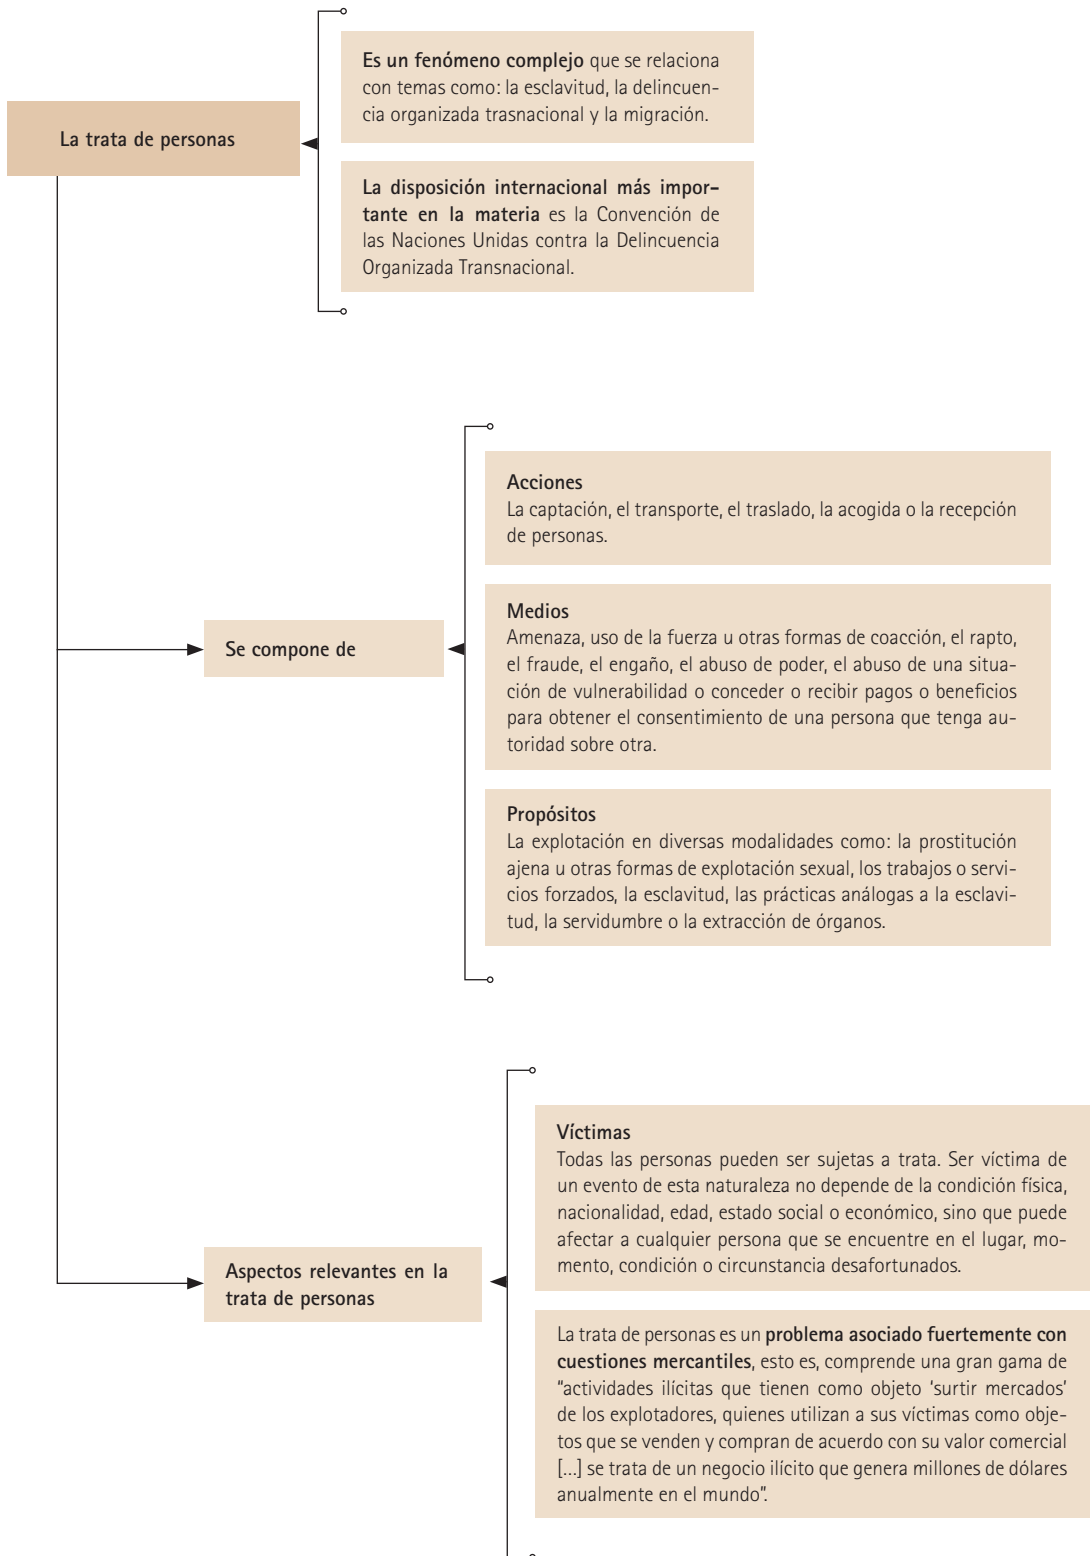 La trata de personas
Es un fenómeno complejo que se relaciona
con temas como: la esclavitud, la delincuen-
cia organizada trasnacional y la migración.
La disposición internacional más impor-
tante en la materia es la Convención de
las Naciones Unidas contra la Delincuencia
Organizada Transnacional.
Se compone de
Acciones
La captación, el transporte, el traslado, la acogida o la recepción
de personas.
Medios
Amenaza, uso de la fuerza u otras formas de coacción, el rapto,
el fraude, el engaño, el abuso de poder, el abuso de una situa-
ción de vulnerabilidad o conceder o recibir pagos o beneficios
para obtener el consentimiento de una persona que tenga au-
toridad sobre otra.
Propósitos
La explotación en diversas modalidades como: la prostitución
ajena u otras formas de explotación sexual, los trabajos o servi-
cios forzados, la esclavitud, las prácticas análogas a la esclavi-
tud, la servidumbre o la extracción de órganos.
Aspectos relevantes en la
trata de personas
Víctimas
Todas las personas pueden ser sujetas a trata. Ser víctima de
un evento de esta naturaleza no depende de la condición física,
nacionalidad, edad, estado social o económico, sino que puede
afectar a cualquier persona que se encuentre en el lugar, mo-
mento, condición o circunstancia desafortunados.
La trata de personas es un problema asociado fuertemente con
cuestiones mercantiles, esto es, comprende una gran gama de
"actividades ilícitas que tienen como objeto 'surtir mercados'
de los explotadores, quienes utilizan a sus víctimas como obje-
tos que se venden y compran de acuerdo con su valor comercial
[...] se trata de un negocio ilícito que genera millones de dólares
anualmente en el mundo".